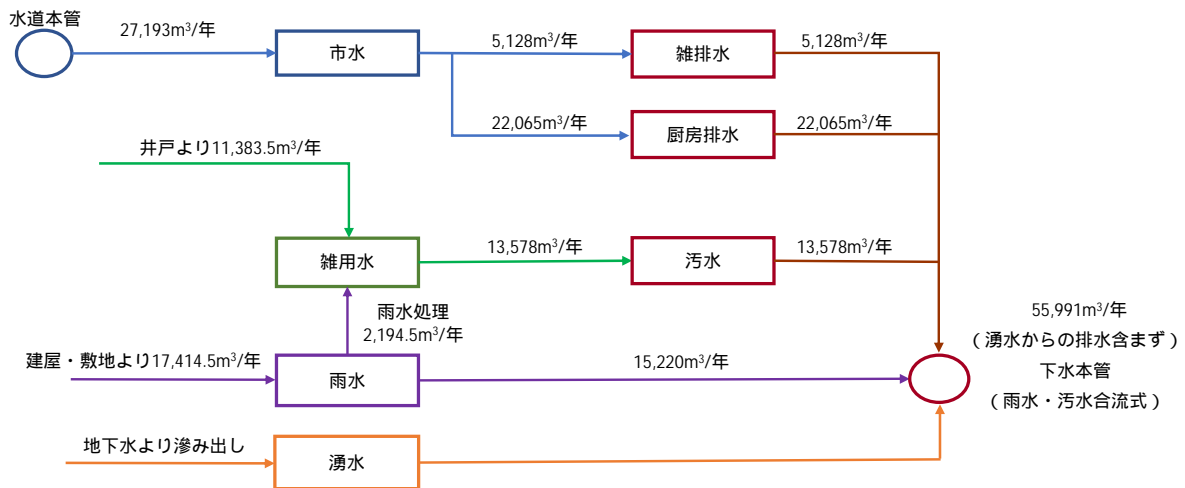 水道本管
27,193m³/年
市水
5,128m³/年
雑排水
5,128m³/年
22,065m³/年
厨房排水
22,065m³/年
井戸より11,383.5m³/年
雑用水
13,578m³/年
汚水
13,578m³/年
雨水処理
2,194.5m³/年
建屋・敷地より17,414.5m³/年
雨水
15,220m³/年
55,991m³/年
（湧水からの排水含まず）
下水本管
（雨水・汚水合流式）
地下水より滲み出し
湧水